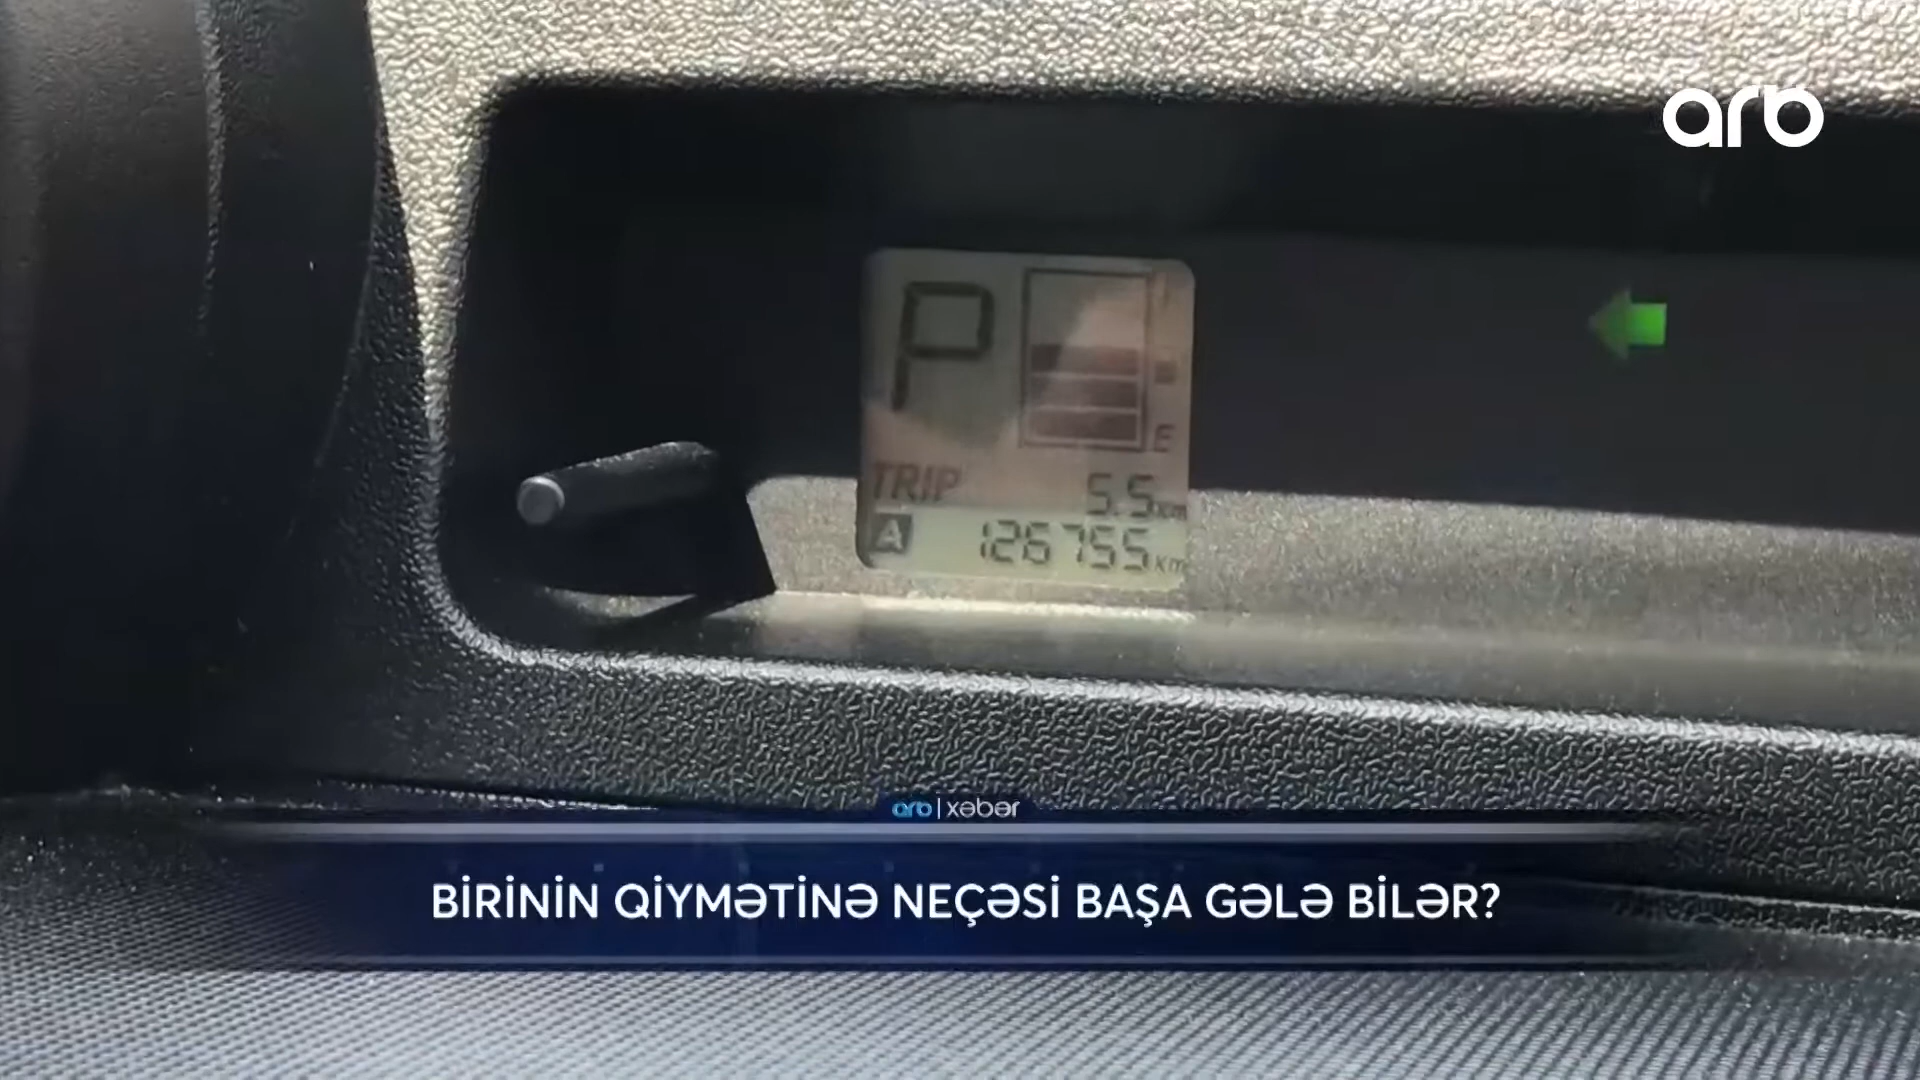 arb
P
E
TRIP 5.5 km
A 126755 km
arb | xəbər
BİRİNİN QİYMƏTİNƏ NEÇƏSİ BAŞA GƏLƏ BİLƏR?